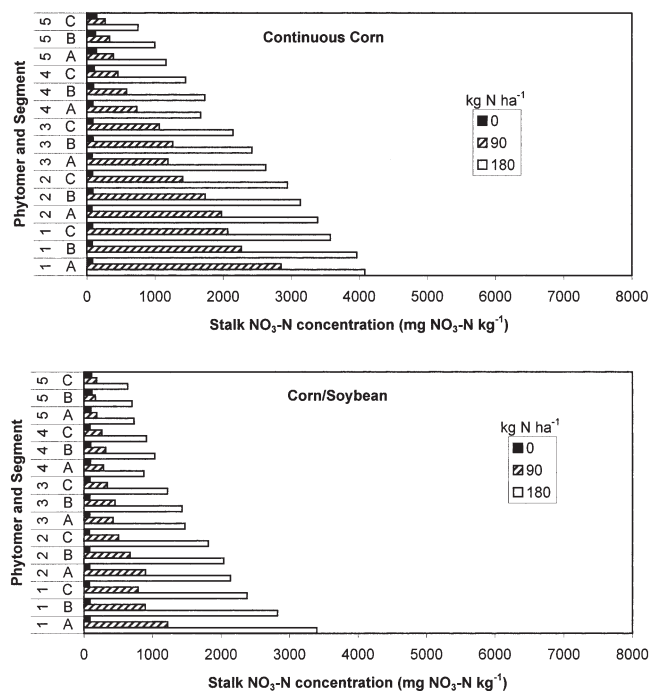 Continuous Corn
Phytomer and Segment
5 C
5 B
5 A
4 C
4 B
4 A
3 C
3 B
3 A
2 C
2 B
2 A
1 C
1 B
1 A
kg N ha⁻¹
0
90
180
0 1000 2000 3000 4000 5000 6000 7000 8000
Stalk NO₃-N concentration (mg NO₃-N kg⁻¹)
Corn/Soybean
Phytomer and Segment
5 C
5 B
5 A
4 C
4 B
4 A
3 C
3 B
3 A
2 C
2 B
2 A
1 C
1 B
1 A
kg N ha⁻¹
0
90
180
0 1000 2000 3000 4000 5000 6000 7000 8000
Stalk NO₃-N concentration (mg NO₃-N kg⁻¹)